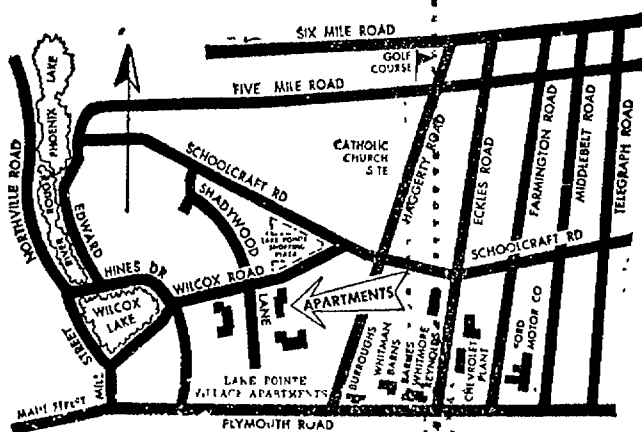 SIX MILE ROAD
GOLF
COURSE
FIVE MILE ROAD
LAKE
PHOENIX
ROUGE
RIVER
NORTHVILLE ROAD
EDWARD
HINES DR
CATHOLIC
CHURCH
SITE
SCHOOLCRAFT RD
SHADYWOOD
LANE
HAGGERTY ROAD
ECKLES ROAD
FARMINGTON ROAD
MIDDLEBELT ROAD
TELEGRAPH ROAD
LAKE POINTE
SHOPPING
PLAZA
SCHOOLCRAFT RD
WILCOX ROAD
WILCOX
LAKE
APARTMENTS
BURROUGHS
WHITMAN
BARNS
BARNES
WHITMORE
REYNOLDS
CHEVROLET
PLANT
FORD
MOTOR CO
LAKE POINTE
VILLAGE APARTMENTS
MILL
STREET
MAIN STREET
PLYMOUTH ROAD